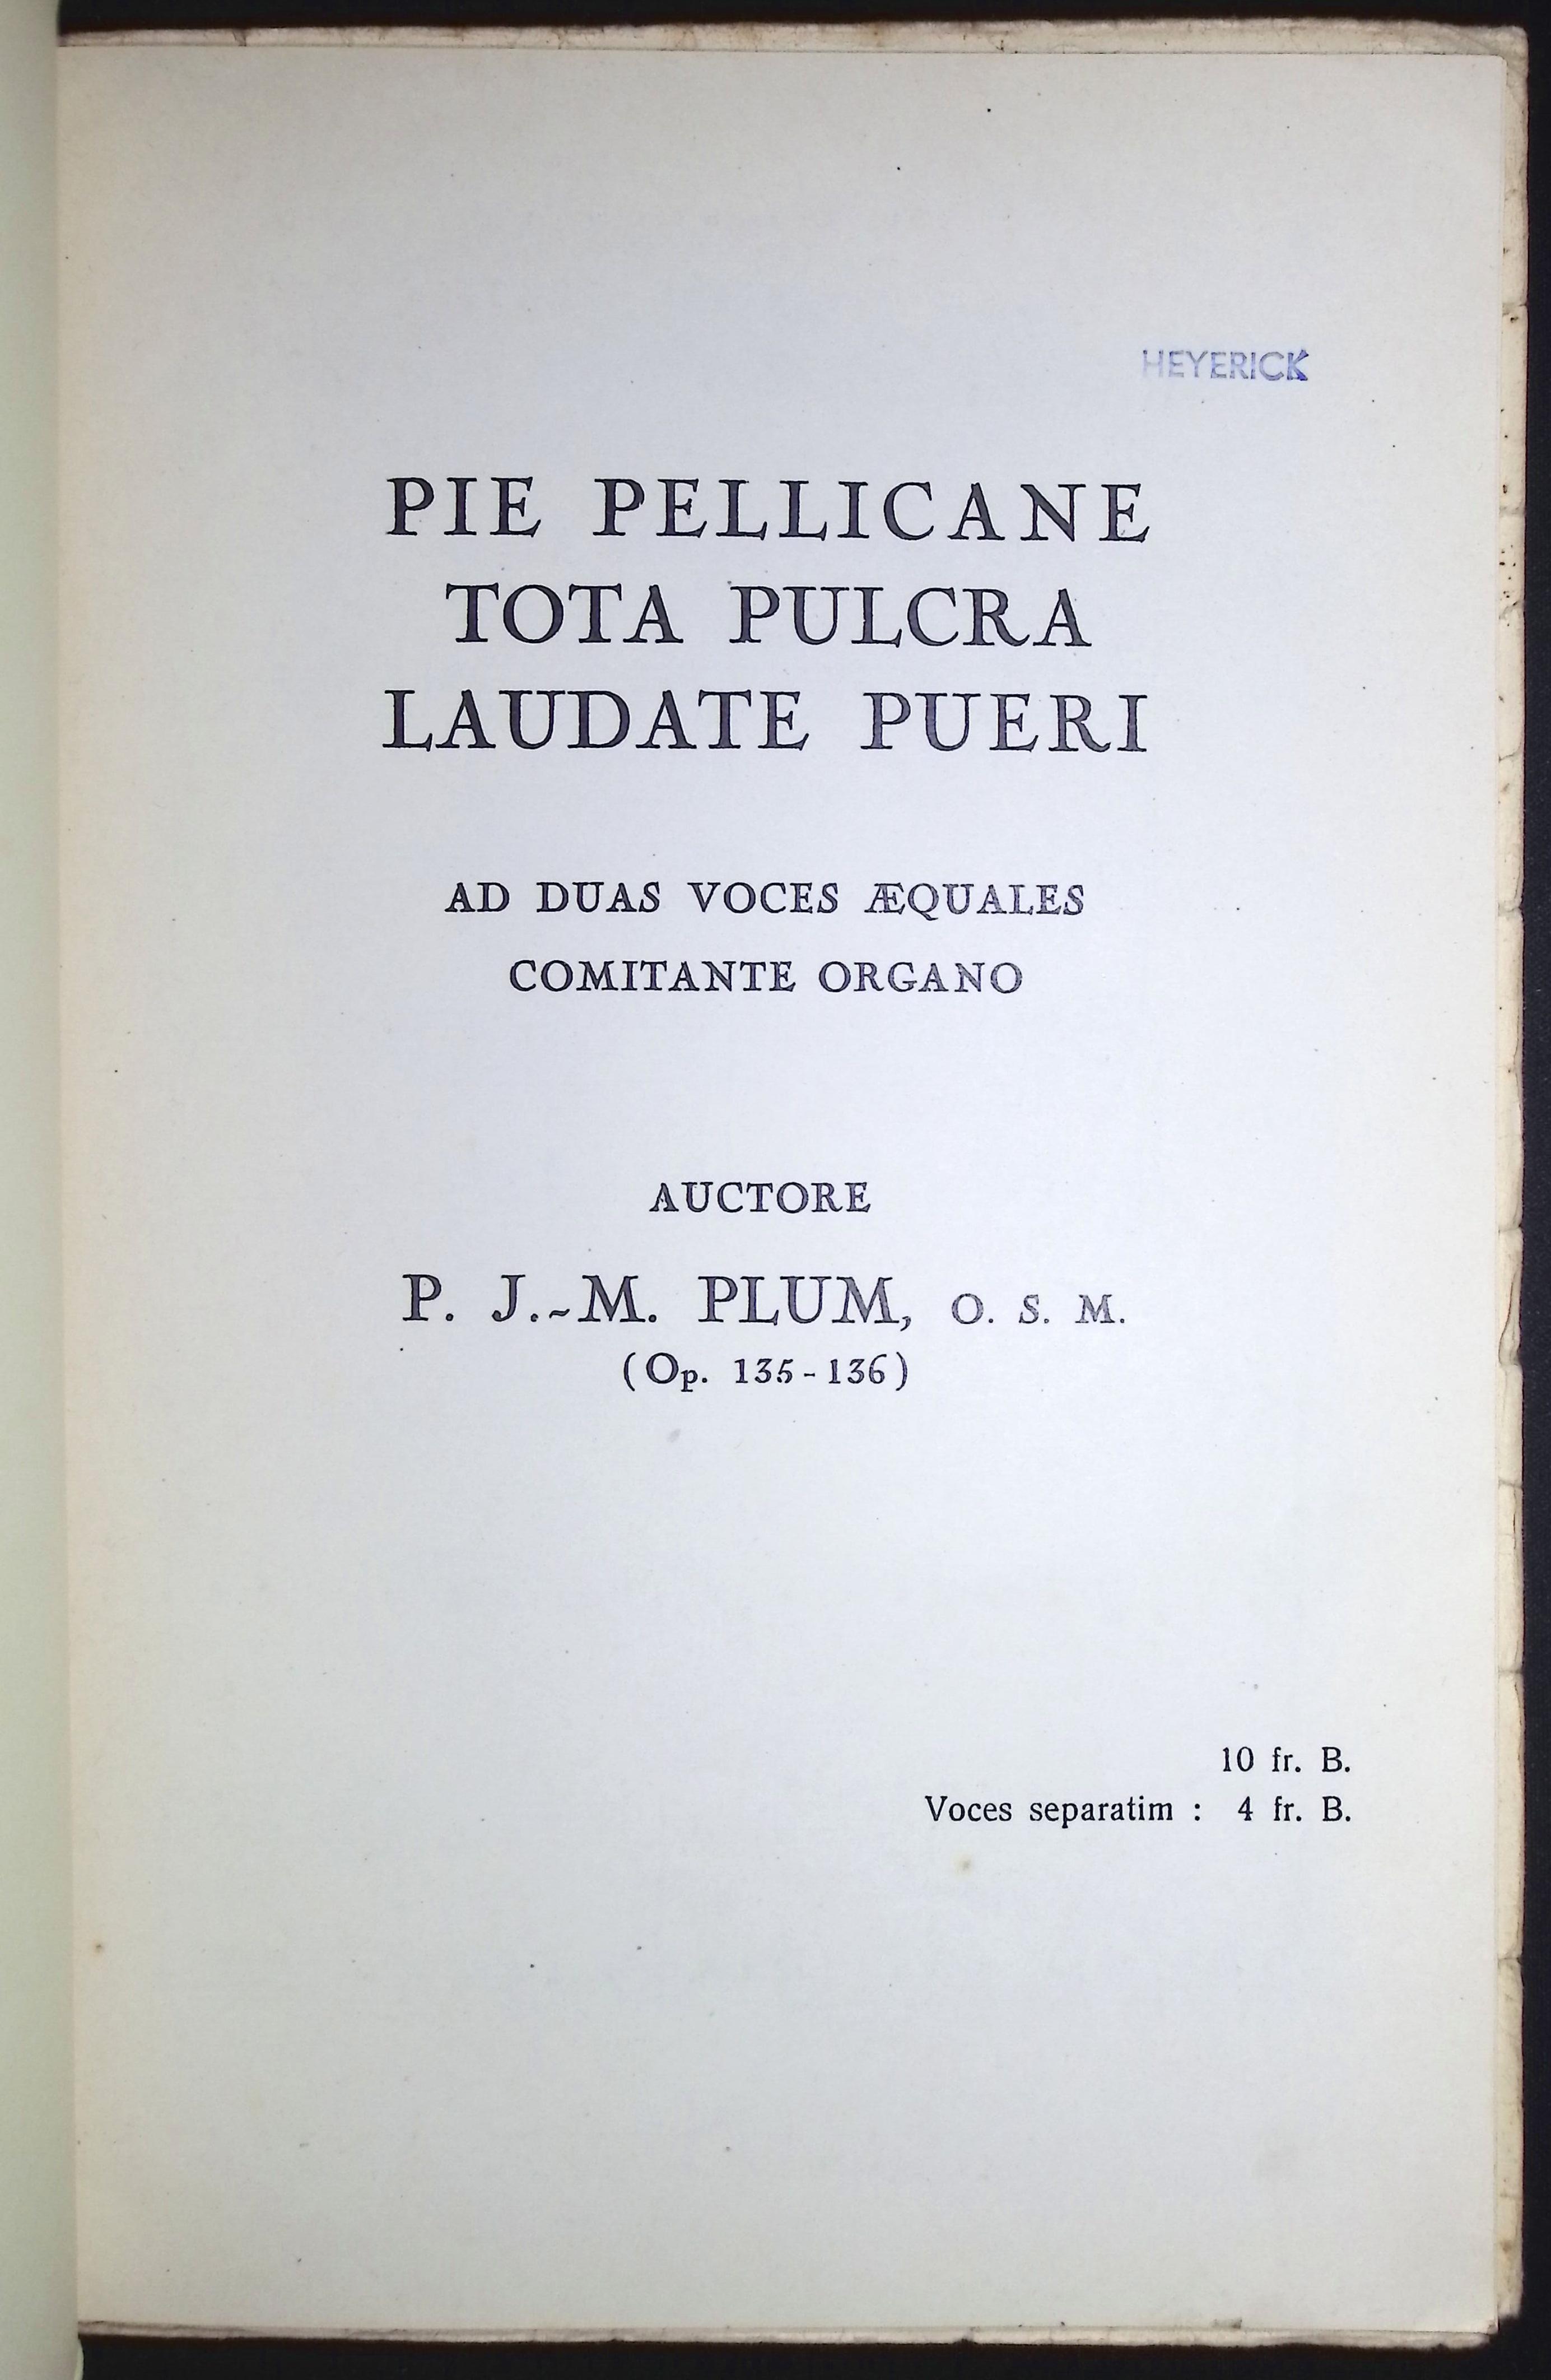 HEYERICK
PIE PELLICANE
TOTA PULCRA
LAUDATE PUERI
AD DUAS VOCES ÆQUALES
COMITANTE ORGANO
AUCTORE
P. J.-M. PLUM, O. S. M.
(Op. 135-136)
10 fr. B.
Voces separatim : 4 fr. B.